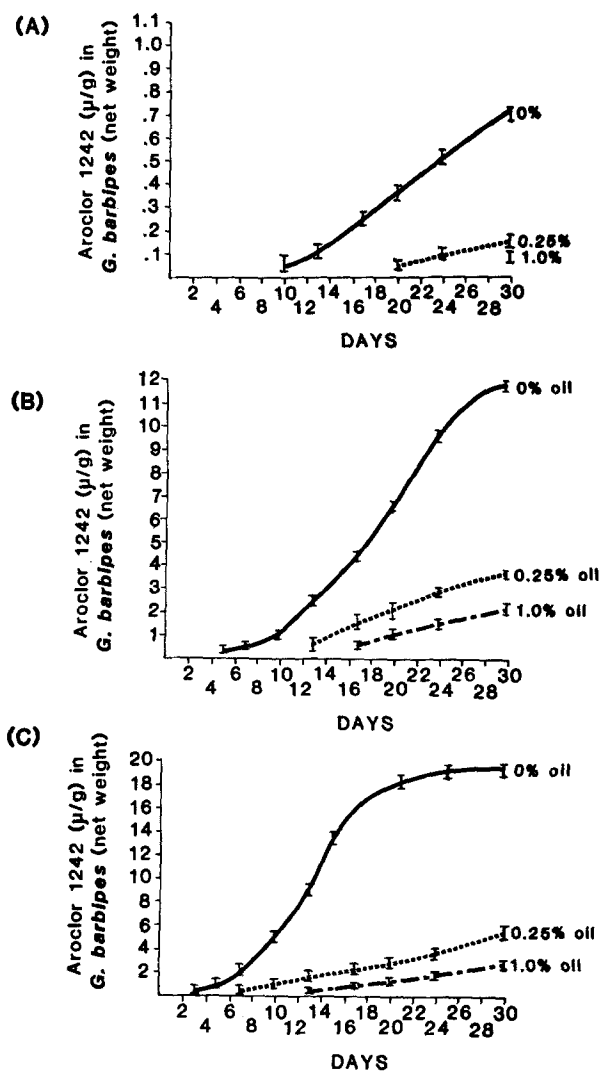 (A)
Aroclor 1242 (μ/g) in
G. barbipes (net weight)
1.1
1.0
.9
.8
.7
.6
.5
.4
.3
.2
.1
0%
0.25%
1.0%
2 6 10 14 18 22 26 30
4 8 12 16 20 24 28
DAYS
(B)
Aroclor 1242 (μ/g) in
G. barbipes (net weight)
12
11
10
9
8
7
6
5
4
3
2
1
0% oil
0.25% oil
1.0% oil
2 6 10 14 18 22 26 30
4 8 12 16 20 24 28
DAYS
(C)
Aroclor 1242 (μ/g) in
G. barbipes (net weight)
20
18
16
14
12
10
8
6
4
2
0% oil
0.25% oil
1.0% oil
2 6 10 14 18 22 26 30
4 8 12 16 20 24 28
DAYS